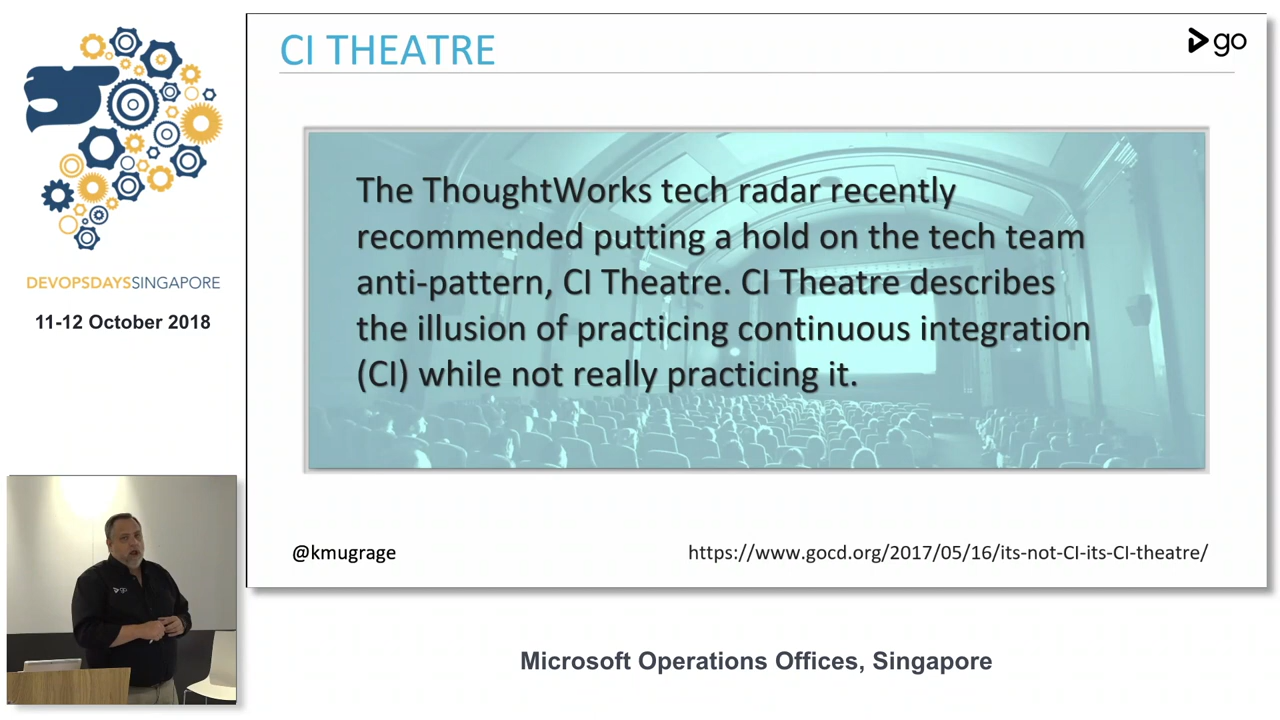 CI THEATRE
go
The ThoughtWorks tech radar recently
recommended putting a hold on the tech team
anti-pattern, CI Theatre. CI Theatre describes
the illusion of practicing continuous integration
(CI) while not really practicing it.
@kmugrage
https://www.gocd.org/2017/05/16/its-not-CI-its-CI-theatre/
DEVOPSDAYSSINGAPORE
11-12 October 2018
go
Microsoft Operations Offices, Singapore